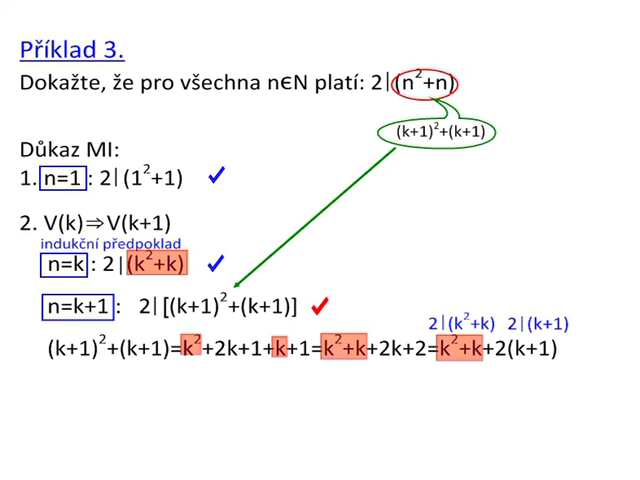 Příklad 3.
Dokažte, že pro všechna nϵN platí: 2|(n²+n)
(k+1)²+(k+1)
Důkaz MI:
1. n=1 : 2|(1²+1)
2. V(k)⇒V(k+1)
indukční předpoklad
n=k : 2|(k²+k)
n=k+1 : 2|[(k+1)²+(k+1)]
2|(k²+k) 2|(k+1)
(k+1)²+(k+1)=k²+2k+1+k+1=k²+k+2k+2=k²+k+2(k+1)